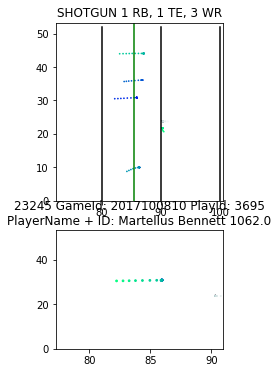 SHOTGUN 1 RB, 1 TE, 3 WR
50
40
30
20
10
0
80 90 100
23245 GameId: 2017100810 PlayId: 3695
PlayerName + ID: Martellus Bennett 1062.0
40
20
0
80 85 90